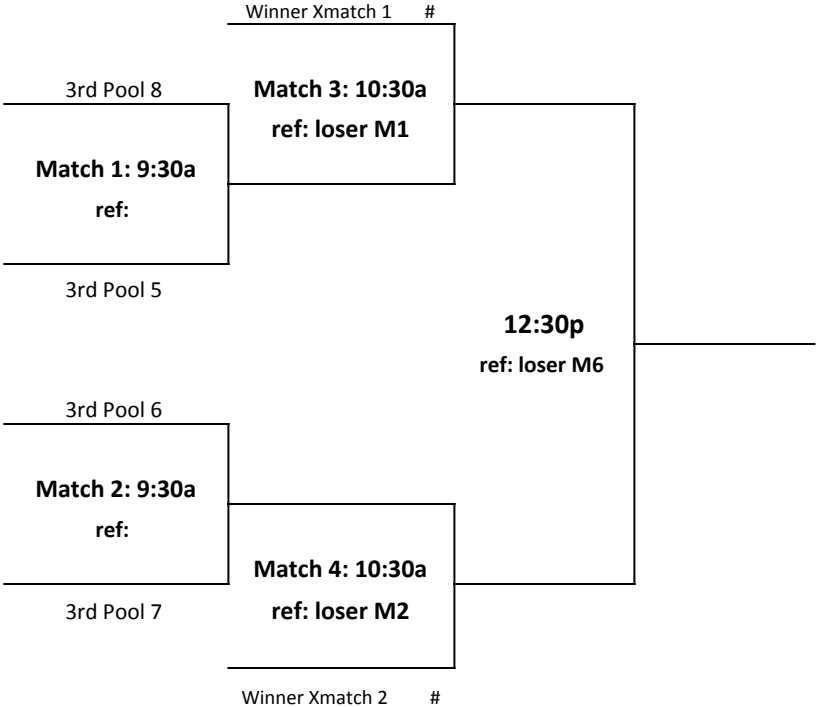 Winner Xmatch 1 #
3rd Pool 8
Match 3: 10:30a
ref: loser M1
Match 1: 9:30a
ref:
3rd Pool 5
12:30p
ref: loser M6
3rd Pool 6
Match 2: 9:30a
ref:
Match 4: 10:30a
ref: loser M2
3rd Pool 7
Winner Xmatch 2 #